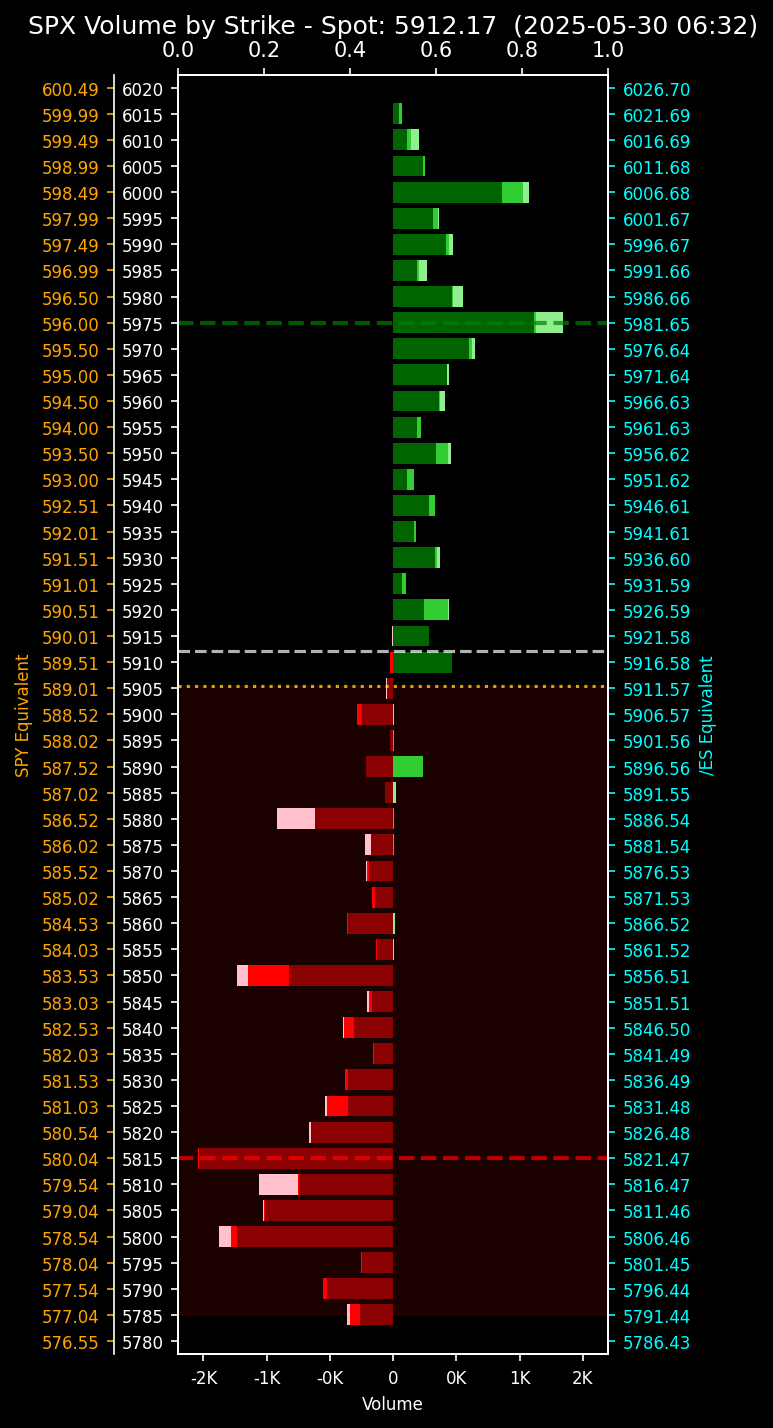 SPX Volume by Strike - Spot: 5912.17 (2025-05-30 06:32)
0.0 0.2 0.4 0.6 0.8 1.0
600.49 6020 6026.70
599.99 6015 6021.69
599.49 6010 6016.69
598.99 6005 6011.68
598.49 6000 6006.68
597.99 5995 6001.67
597.49 5990 5996.67
596.99 5985 5991.66
596.50 5980 5986.66
596.00 5975 5981.65
595.50 5970 5976.64
595.00 5965 5971.64
594.50 5960 5966.63
594.00 5955 5961.63
593.50 5950 5956.62
593.00 5945 5951.62
592.51 5940 5946.61
592.01 5935 5941.61
591.51 5930 5936.60
591.01 5925 5931.59
590.51 5920 5926.59
590.01 5915 5921.58
589.51 5910 5916.58
589.01 5905 5911.57
588.52 5900 5906.57
588.02 5895 5901.56
587.52 5890 5896.56
587.02 5885 5891.55
586.52 5880 5886.54
586.02 5875 5881.54
585.52 5870 5876.53
585.02 5865 5871.53
584.53 5860 5866.52
584.03 5855 5861.52
583.53 5850 5856.51
583.03 5845 5851.51
582.53 5840 5846.50
582.03 5835 5841.49
581.53 5830 5836.49
581.03 5825 5831.48
580.54 5820 5826.48
580.04 5815 5821.47
579.54 5810 5816.47
579.04 5805 5811.46
578.54 5800 5806.46
578.04 5795 5801.45
577.54 5790 5796.44
577.04 5785 5791.44
576.55 5780 5786.43
SPY Equivalent
/ES Equivalent
-2K -1K -0K 0 0K 1K 2K
Volume